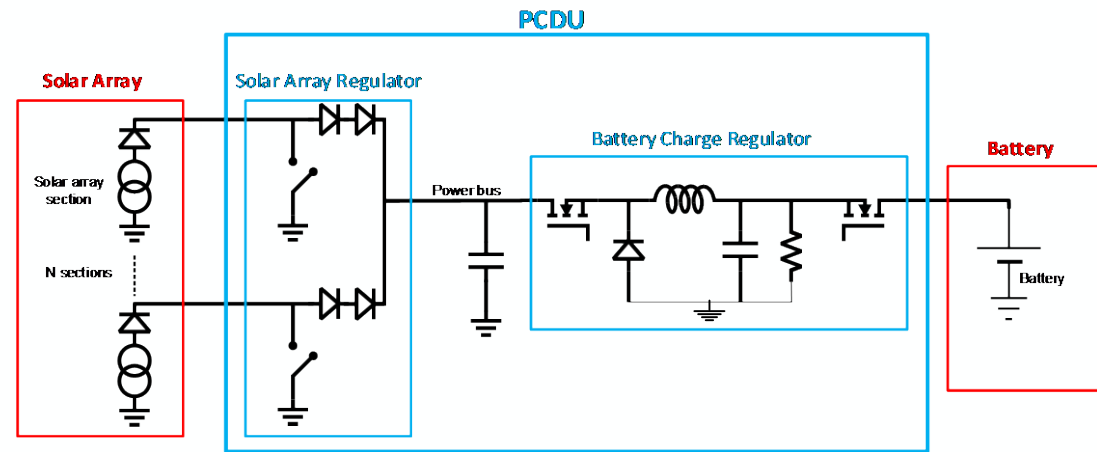 PCDU
Solar Array
Solar Array Regulator
Battery Charge Regulator
Battery
Solar array
section
Power bus
N sections
Battery